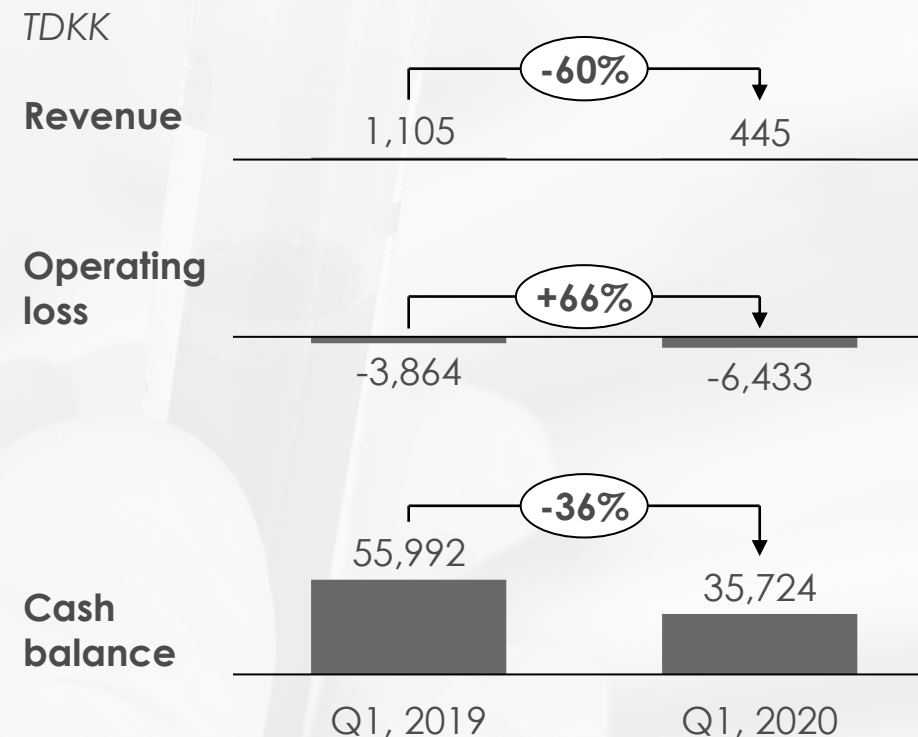 TDKK
-60%
Revenue
1,105
445
Operating
loss
+66%
-3,864
-6,433
-36%
55,992
35,724
Cash
balance
Q1, 2019
Q1, 2020